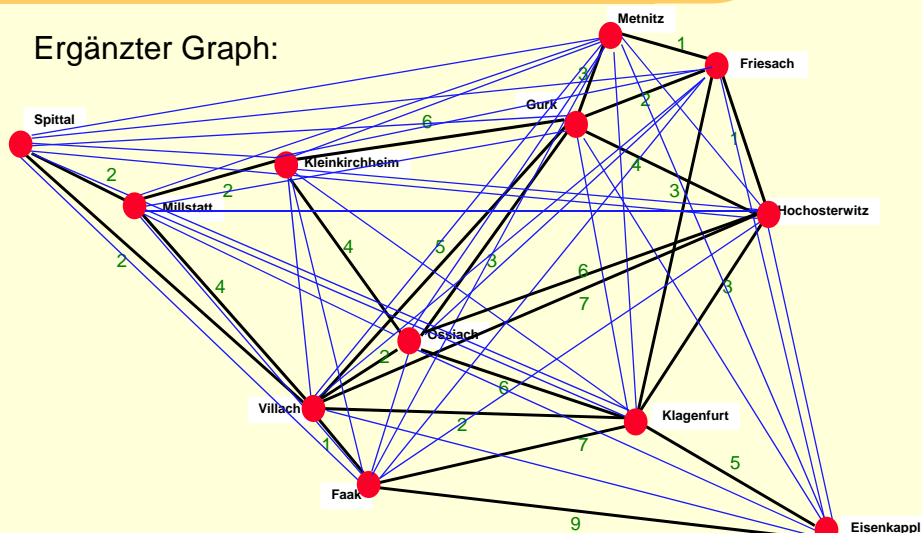 Ergänzter Graph:
Metnitz
1
Friesach
3
2
Gurk
Spittal
6
1
Kleinkirchheim
4
2
2
3
Millstatt
Hochosterwitz
4
5
3
2
6
4
3
7
Ossiach
2
6
Villach
Klagenfurt
2
1
7
5
Faak
9
Eisenkappl